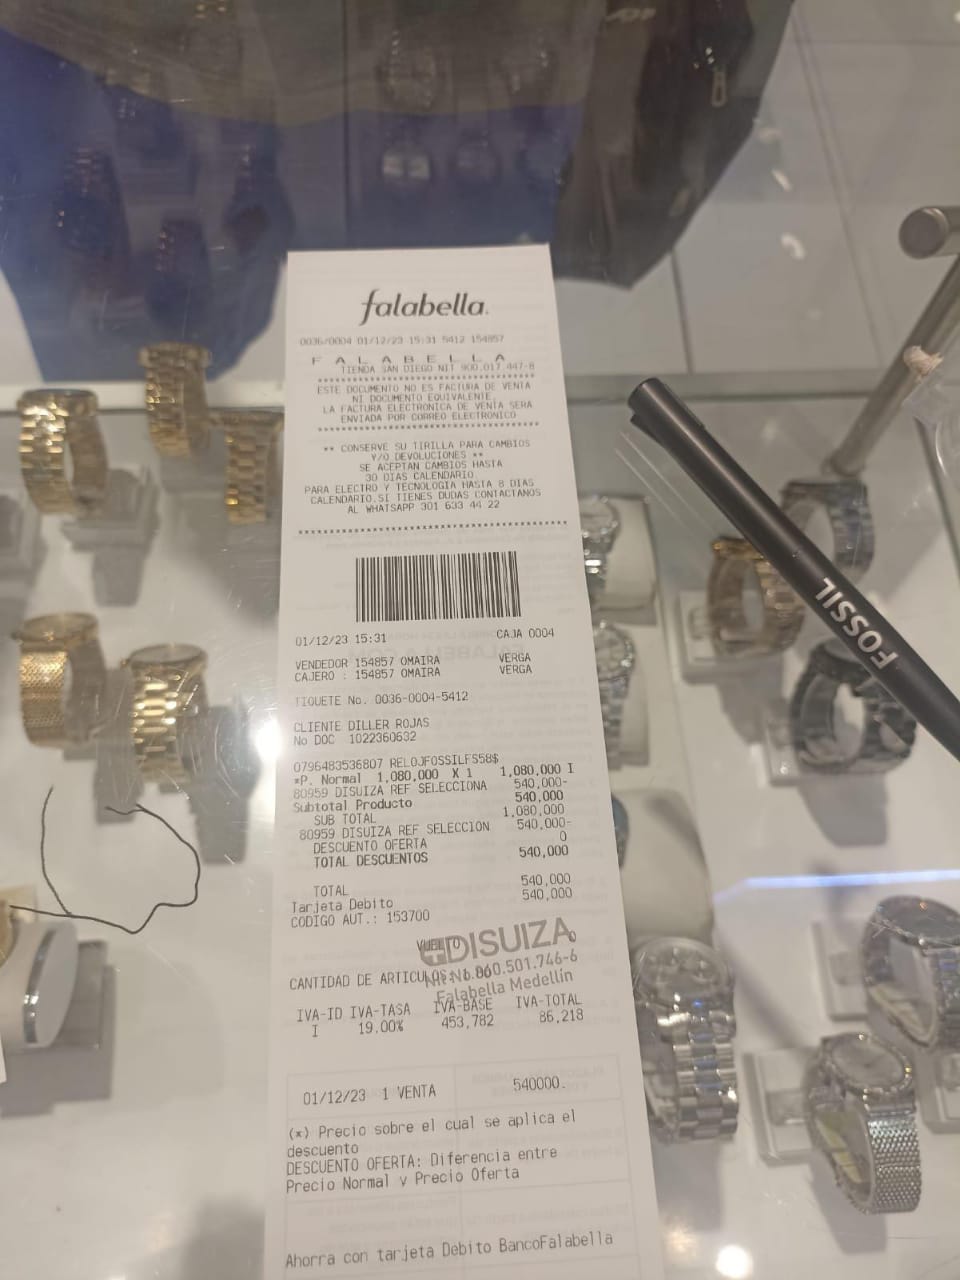 falabella.
0036/0004 01/12/23 15:31 5412 154857
F A L A B E L L A
TIENDA SAN DIEGO NIT 900.017.447-8
ESTE DOCUMENTO NO ES FACTURA DE VENTA
NI DOCUMENTO EQUIVALENTE,
LA FACTURA ELECTRONICA DE VENTA SERA
ENVIADA POR CORREO ELECTRONICO
** CONSERVE SU TIRILLA PARA CAMBIOS
Y/O DEVOLUCIONES **
SE ACEPTAN CAMBIOS HASTA
30 DIAS CALENDARIO
PARA ELECTRO Y TECNOLOGIA HASTA 8 DIAS
CALENDARIO.SI TIENES DUDAS CONTACTANOS
AL WHATSAPP 301 633 44 22
01/12/23 15:31 CAJA 0004
VENDEDOR 154857 OMAIRA VERGA
CAJERO : 154857 OMAIRA VERGA
TIQUETE No. 0036-0004-5412
CLIENTE DILLER ROJAS
No DOC 1022360632
0796483536807 RELOJFOSSILFS58$
*P. Normal 1,080,000 X 1 1,080,000 I
80959 DISUIZA REF SELECCIONA 540,000-
Subtotal Producto 540,000
SUB TOTAL 1,080,000
80959 DISUIZA REF SELECCION 540,000-
DESCUENTO OFERTA 0
TOTAL DESCUENTOS 540,000
TOTAL 540,000
Tarjeta Debito 540,000
CODIGO AUT.: 153700
VUELTO 0
DISUIZA
CANTIDAD DE ARTICULOS: 1.00
Nit. 860.501.746-6
Falabella Medellin
IVA-ID IVA-TASA IVA-BASE IVA-TOTAL
I 19.00% 453,782 86,218
01/12/23 1 VENTA 540000.
(*) Precio sobre el cual se aplica el
descuento
DESCUENTO OFERTA: Diferencia entre
Precio Normal y Precio Oferta
Ahorra con tarjeta Debito BancoFalabella
FOSSIL